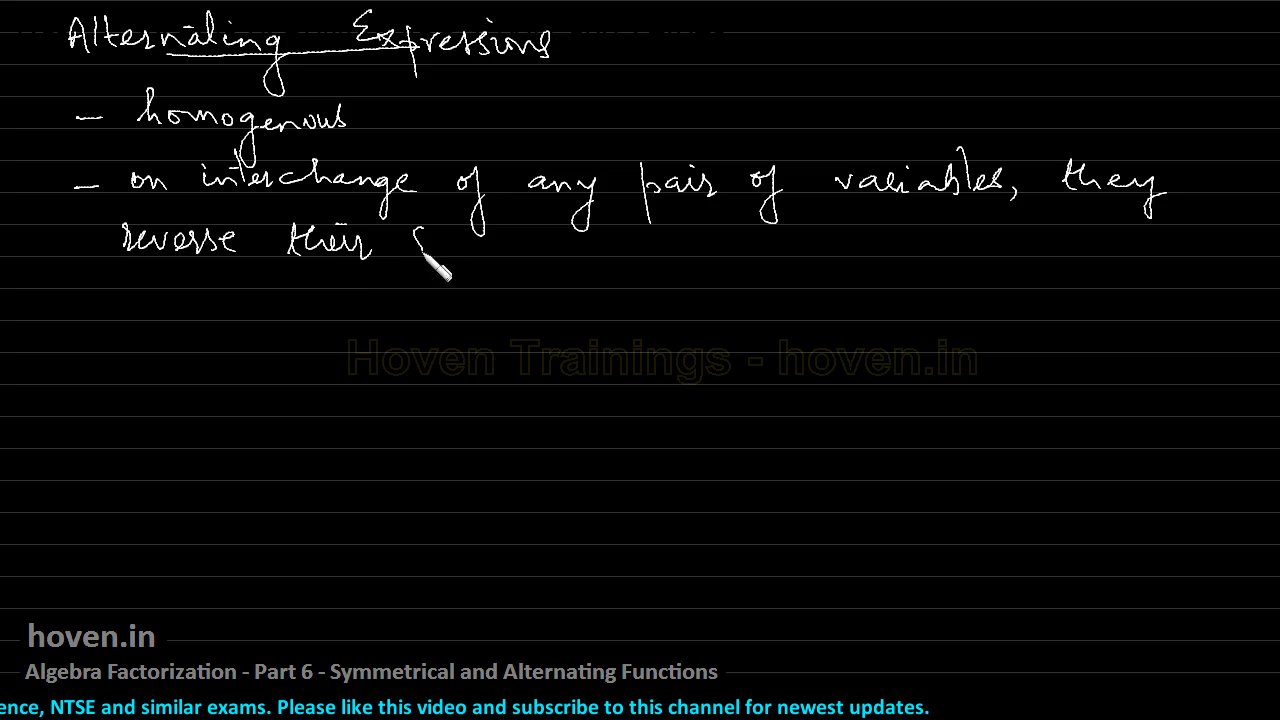 Alternating Expressions
- homogenous
- on interchange of any pair of variables, they
reverse their
Hoven Trainings - hoven.in
hoven.in
Algebra Factorization - Part 6 - Symmetrical and Alternating Functions
ence, NTSE and similar exams. Please like this video and subscribe to this channel for newest updates.